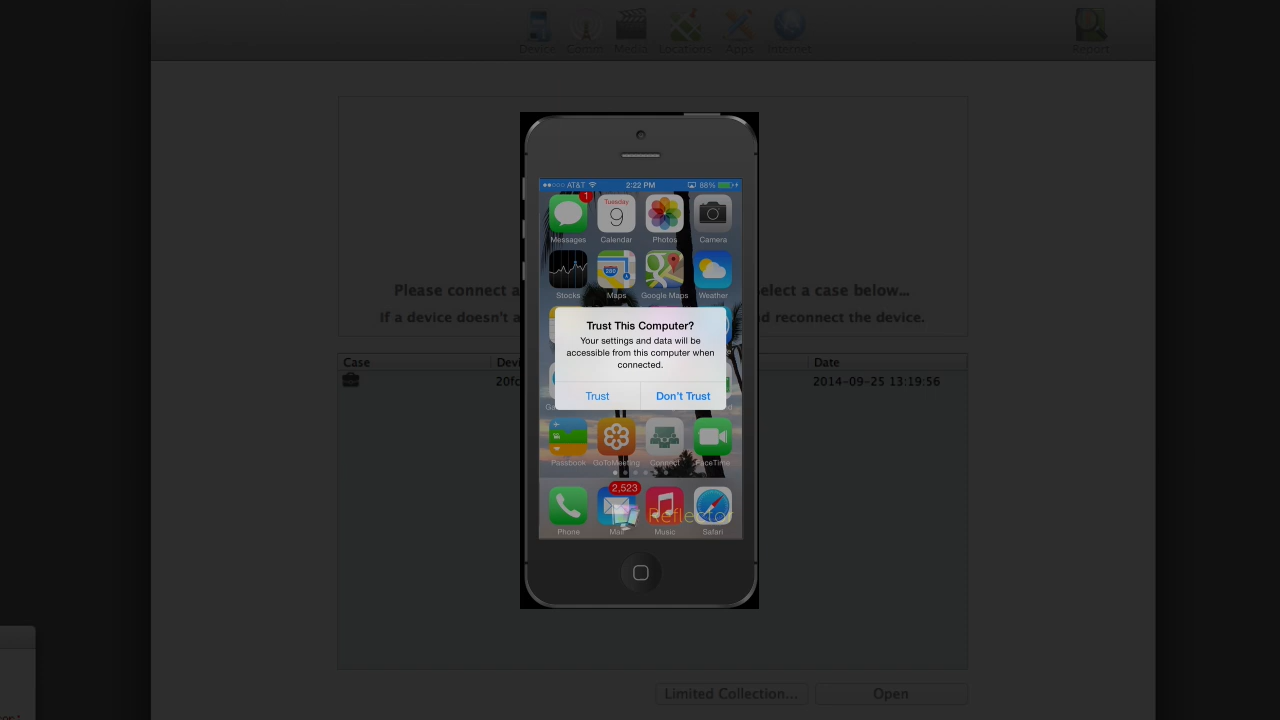 Device Comm Media Locations Apps Internet Report
AT&T 2:22 PM 88%
1
Tuesday
9
Messages Calendar Photos Camera
280
Stocks Maps Google Maps Weather
Please connect a
elect a case below...
If a device doesn't a
nd reconnect the device.
Trust This Computer?
Your settings and data will be
accessible from this computer when
connected.
Trust Don't Trust
Case Date
20fc 2014-09-25 13:19:56
Passbook GoToMeeting Connect FaceTime
2,523
Reflector
Phone Mail Music Safari
Limited Collection... Open